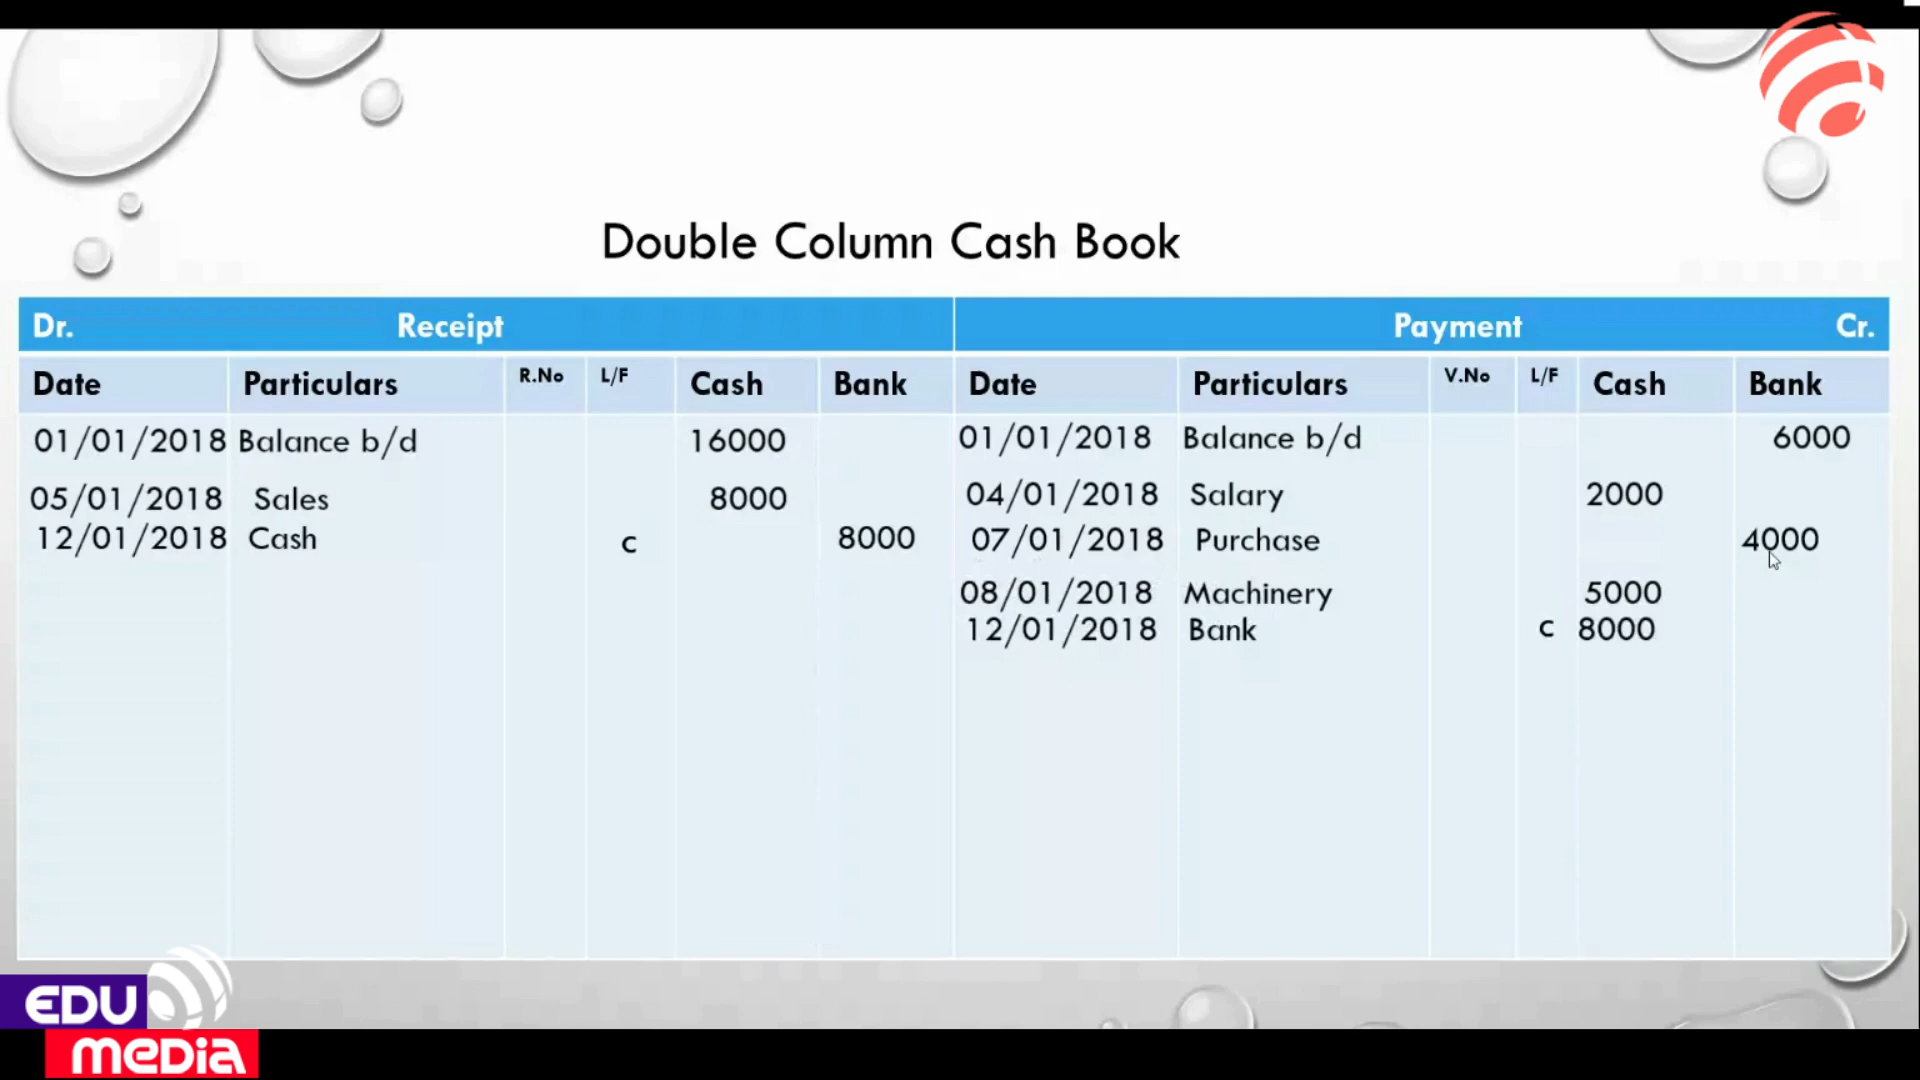 Double Column Cash Book
Dr. Receipt Payment Cr.
Date Particulars R.No L/F Cash Bank Date Particulars V.No L/F Cash Bank
01/01/2018 Balance b/d 16000 01/01/2018 Balance b/d 6000
05/01/2018 Sales 8000 04/01/2018 Salary 2000
12/01/2018 Cash c 8000 07/01/2018 Purchase 4000
08/01/2018 Machinery 5000
12/01/2018 Bank c 8000
EDU
MeDia